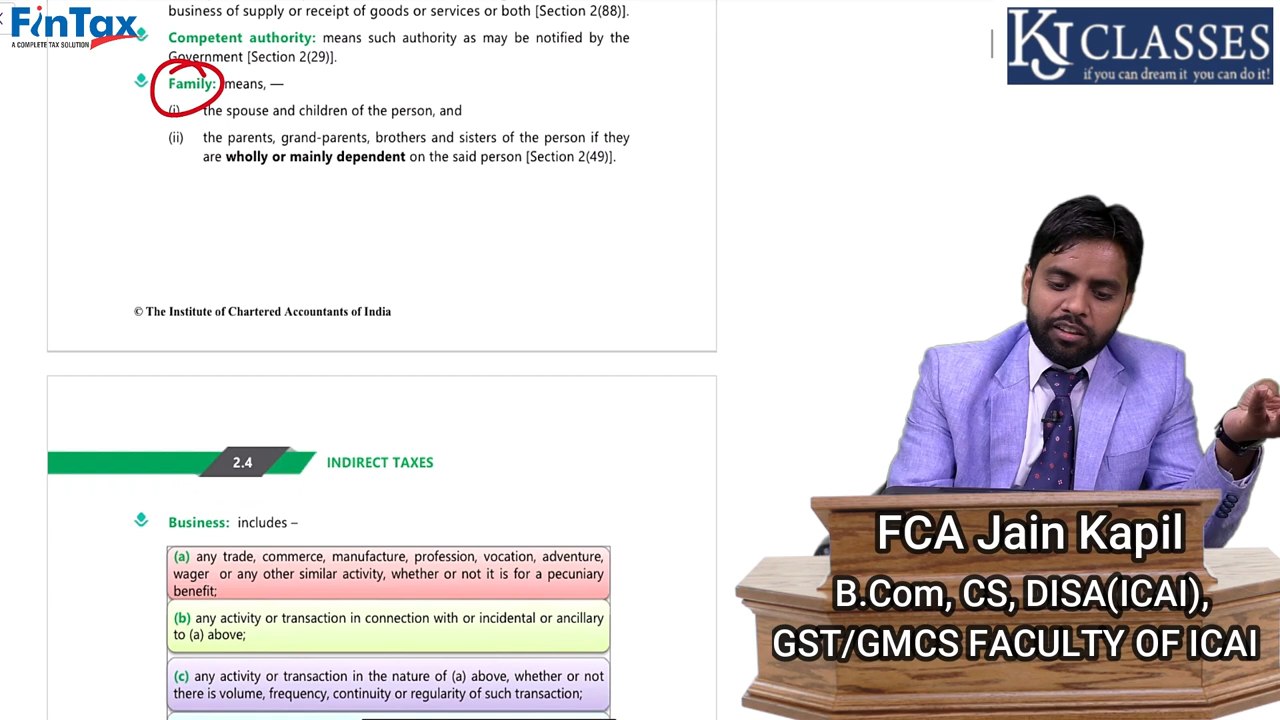 FinTax
A COMPLETE TAX SOLUTION
business of supply or receipt of goods or services or both [Section 2(88)].
Competent authority: means such authority as may be notified by the
Government [Section 2(29)].
Family: means, —
(i) the spouse and children of the person, and
(ii) the parents, grand-parents, brothers and sisters of the person if they
are wholly or mainly dependent on the said person [Section 2(49)].
© The Institute of Chartered Accountants of India
2.4 INDIRECT TAXES
Business: includes –
(a) any trade, commerce, manufacture, profession, vocation, adventure,
wager or any other similar activity, whether or not it is for a pecuniary
benefit;
(b) any activity or transaction in connection with or incidental or ancillary
to (a) above;
(c) any activity or transaction in the nature of (a) above, whether or not
there is volume, frequency, continuity or regularity of such transaction;
KJ CLASSES
if you can dream it you can do it!
FCA Jain Kapil
B.Com, CS, DISA(ICAI),
GST/GMCS FACULTY OF ICAI